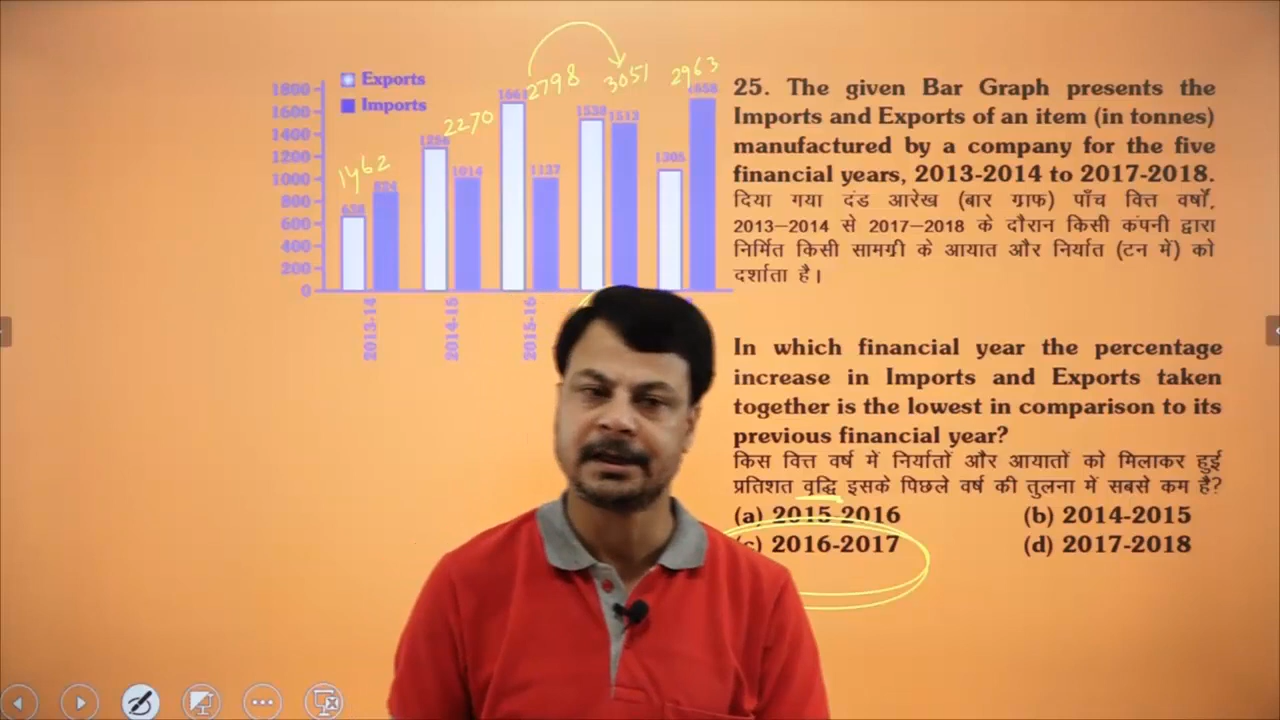 1800
1600
1400
1200
1000
800
600
400
200
0
Exports
Imports
1462
2270
2798
3051
2963
638
824
1256
1014
1661
1137
1538
1513
1305
1658
2013-14
2014-15
2015-16
25. The given Bar Graph presents the
Imports and Exports of an item (in tonnes)
manufactured by a company for the five
financial years, 2013-2014 to 2017-2018.
दिया गया दंड आरेख (बार ग्राफ) पाँच वित्त वर्षों,
2013–2014 से 2017–2018 के दौरान किसी कंपनी द्वारा
निर्मित किसी सामग्री के आयात और निर्यात (टन में) को
दर्शाता है।
In which financial year the percentage
increase in Imports and Exports taken
together is the lowest in comparison to its
previous financial year?
किस वित्त वर्ष में निर्यातों और आयातों को मिलाकर हुई
प्रतिशत वृद्धि इसके पिछले वर्ष की तुलना में सबसे कम है?
(a) 2015-2016 (b) 2014-2015
(c) 2016-2017 (d) 2017-2018